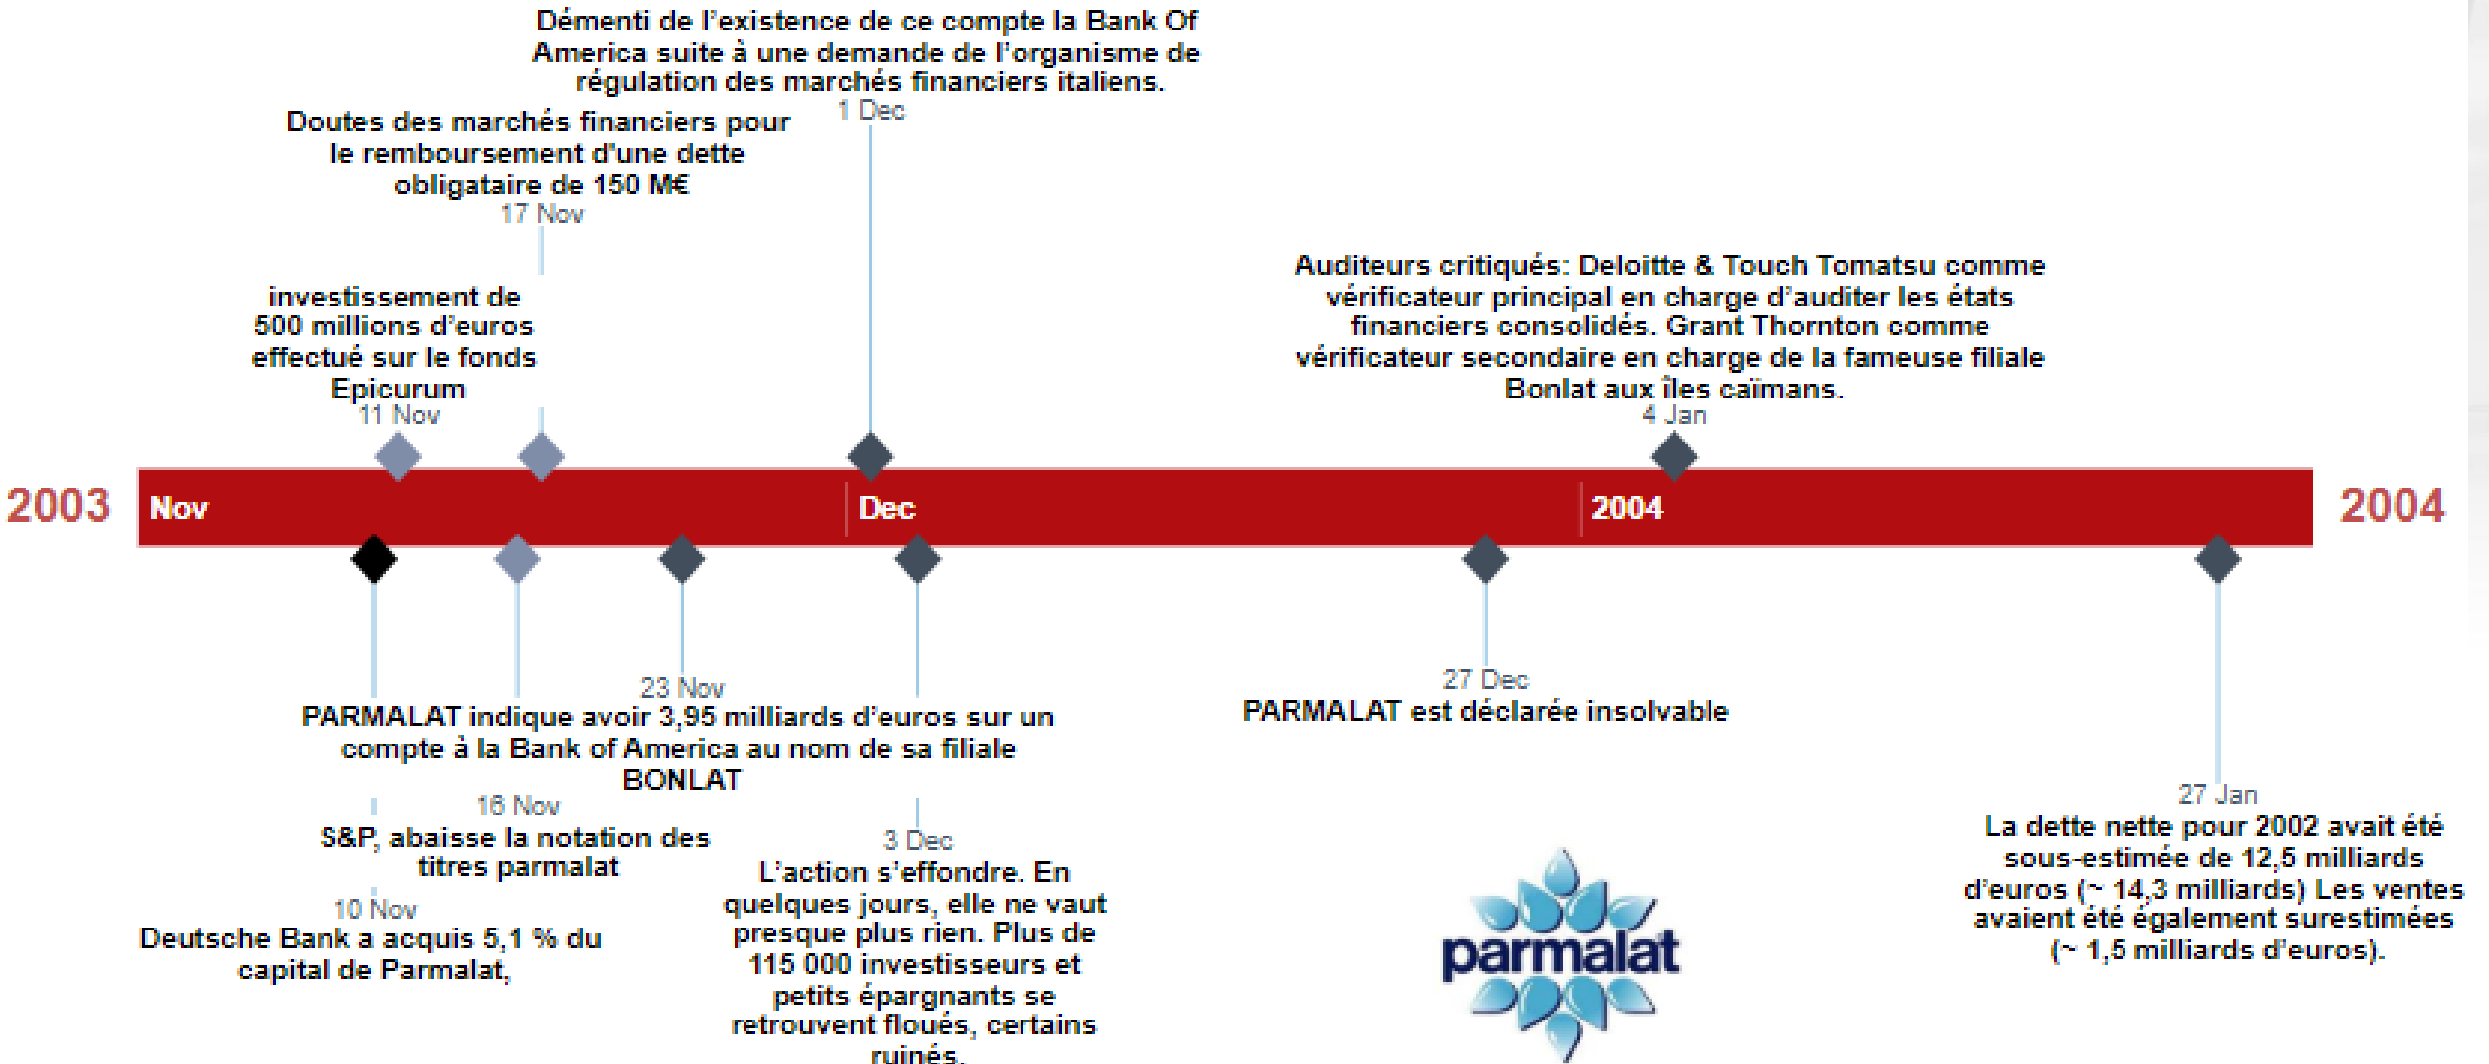 Démenti de l'existence de ce compte la Bank Of
America suite à une demande de l'organisme de
régulation des marchés financiers italiens.
1 Dec
Doutes des marchés financiers pour
le remboursement d'une dette
obligataire de 150 M€
17 Nov
investissement de
500 millions d'euros
effectué sur le fonds
Epicurum
11 Nov
Auditeurs critiqués: Deloitte & Touch Tomatsu comme
vérificateur principal en charge d'auditer les états
financiers consolidés. Grant Thornton comme
vérificateur secondaire en charge de la fameuse filiale
Bonlat aux îles caïmans.
4 Jan
2003
Nov
Dec
2004
2004
23 Nov
PARMALAT indique avoir 3,95 milliards d'euros sur un
compte à la Bank of America au nom de sa filiale
BONLAT
16 Nov
S&P, abaisse la notation des
titres parmalat
10 Nov
Deutsche Bank a acquis 5,1 % du
capital de Parmalat,
3 Dec
L'action s'effondre. En
quelques jours, elle ne vaut
presque plus rien. Plus de
115 000 investisseurs et
petits épargnants se
retrouvent floués, certains
ruinés.
27 Dec
PARMALAT est déclarée insolvable
parmalat
27 Jan
La dette nette pour 2002 avait été
sous-estimée de 12,5 milliards
d'euros (~ 14,3 milliards) Les ventes
avaient été également surestimées
(~ 1,5 milliards d'euros).